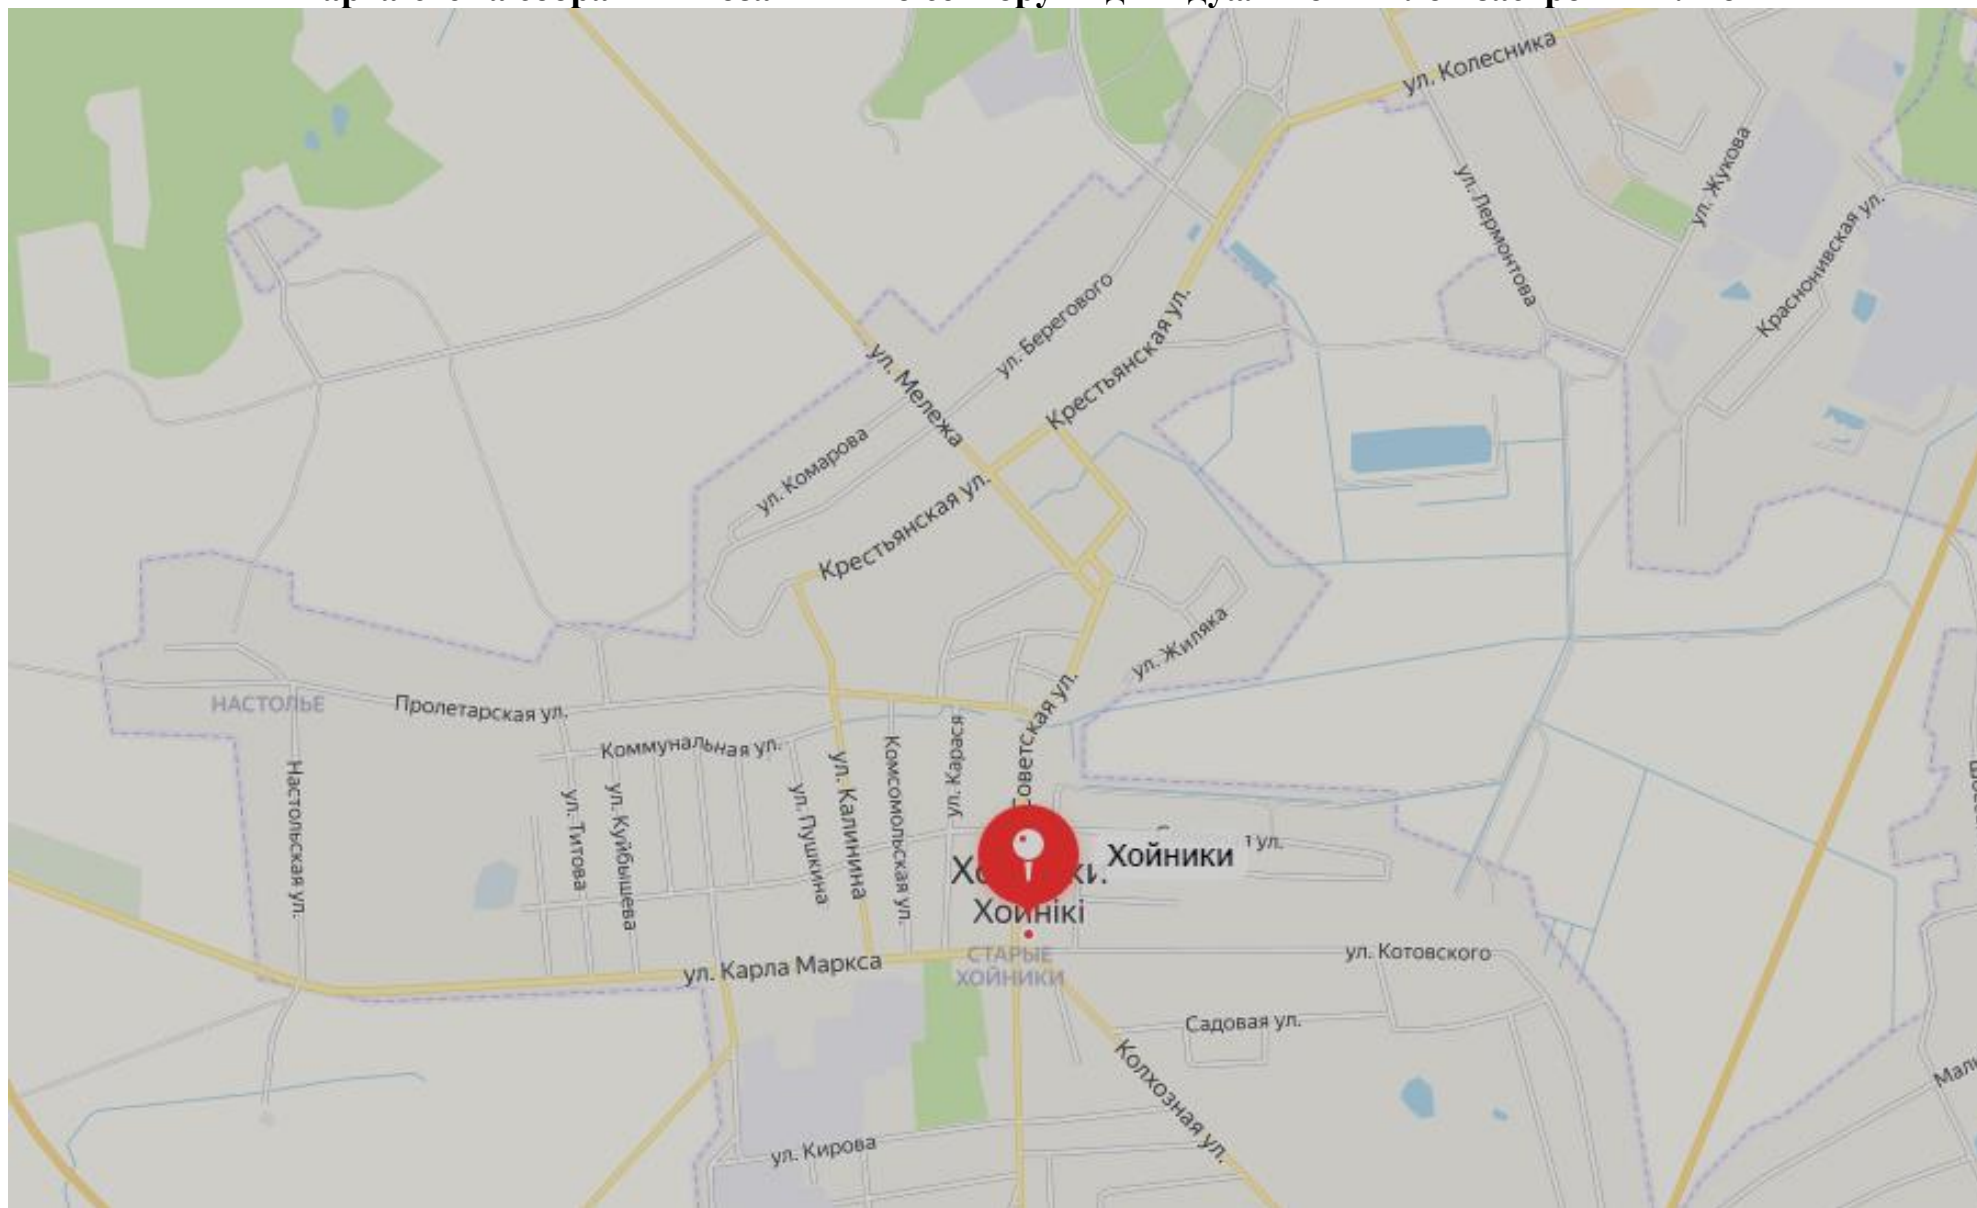 ул. Колесника
ул. Жукова
ул. Лермонтова
Краснонивская ул.
ул. Берегового
Крестьянская ул.
ул. Мележа
ул. Комарова
Крестьянская ул.
ул. Жиляка
НАСТОЛЬЕ
Пролетарская ул.
Советская ул.
Коммунальная ул.
ул. Карася
Комсомольская ул.
ул. Калинина
ул. Пушкина
ул. Куйбышева
ул. Титова
Настольская ул.
Хойники
ул.
Хойнікі
СТАРЫЕ
ХОЙНИКИ
ул. Карла Маркса
ул. Котовского
Садовая ул.
Колхозная ул.
ул. Кирова